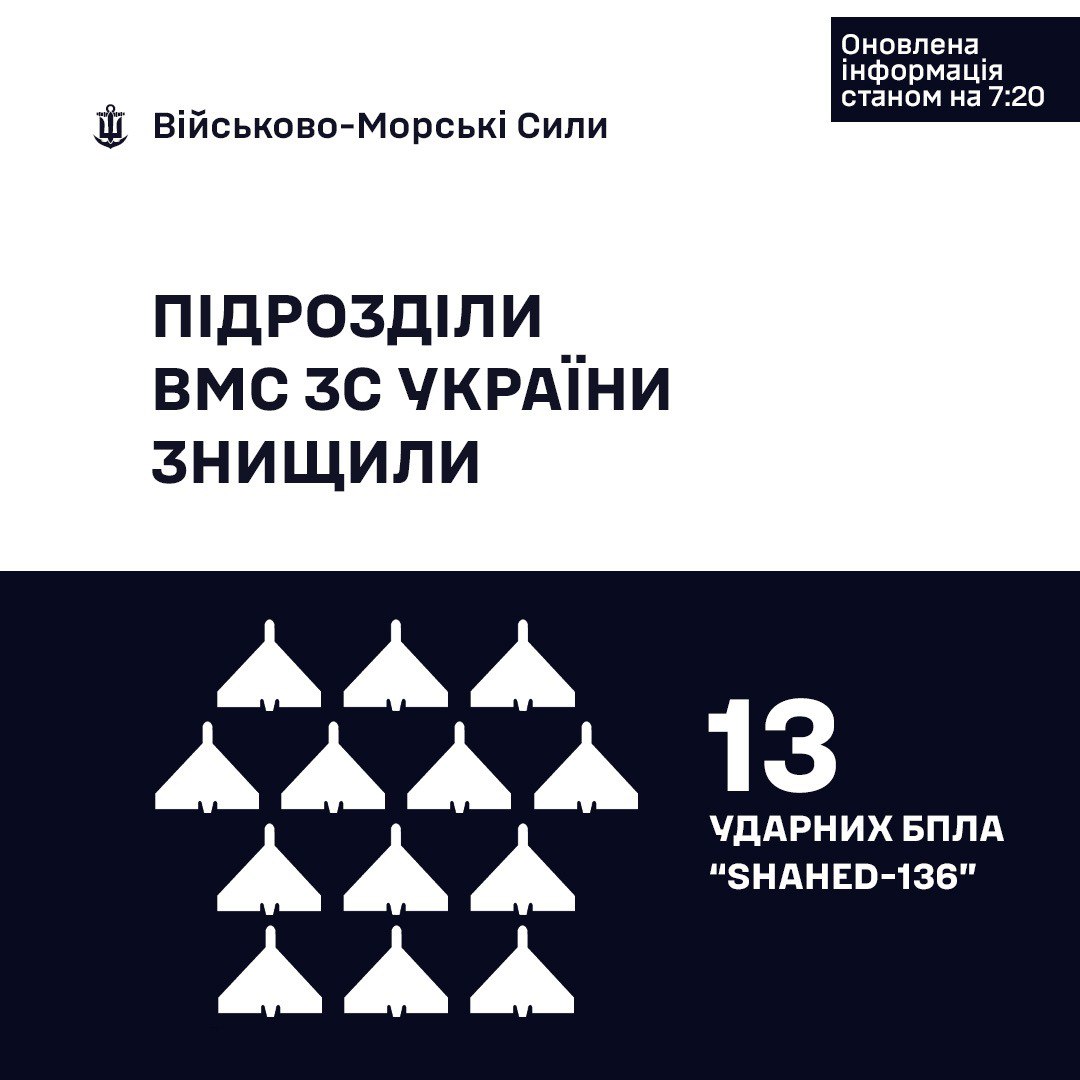 Оновлена
інформація
станом на 7:20
Військово-Морські Сили
ПІДРОЗДІЛИ
ВМС ЗС УКРАЇНИ
ЗНИЩИЛИ
13
УДАРНИХ БПЛА
“SHAHED-136”